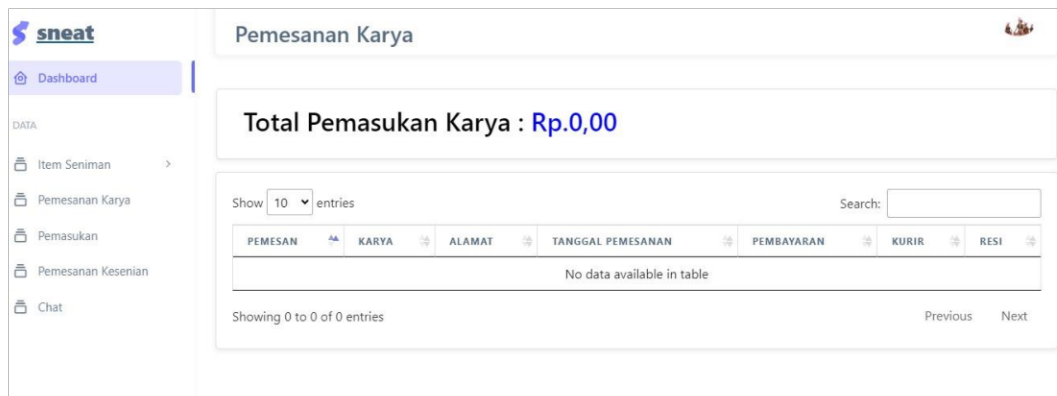 sneat
Dashboard
DATA
Item Seniman
Pemesanan Karya
Pemasukan
Pemesanan Kesenian
Chat
Pemesanan Karya
Total Pemasukan Karya : Rp.0,00
Show 10 entries
Search:
PEMESAN KARYA ALAMAT TANGGAL PEMESANAN PEMBAYARAN KURIR RESI
No data available in table
Showing 0 to 0 of 0 entries
Previous Next